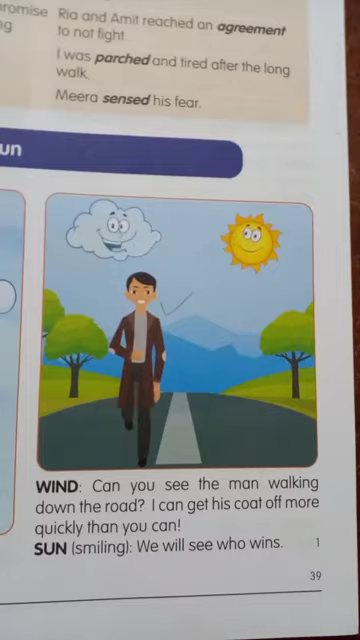 romise Ria and Amit reached an agreement
ng to not fight.
I was parched and tired after the long
walk.
Meera sensed his fear.
un
WIND: Can you see the man walking
down the road? I can get his coat off more
quickly than you can!
SUN (smiling): We will see who wins. 1
39